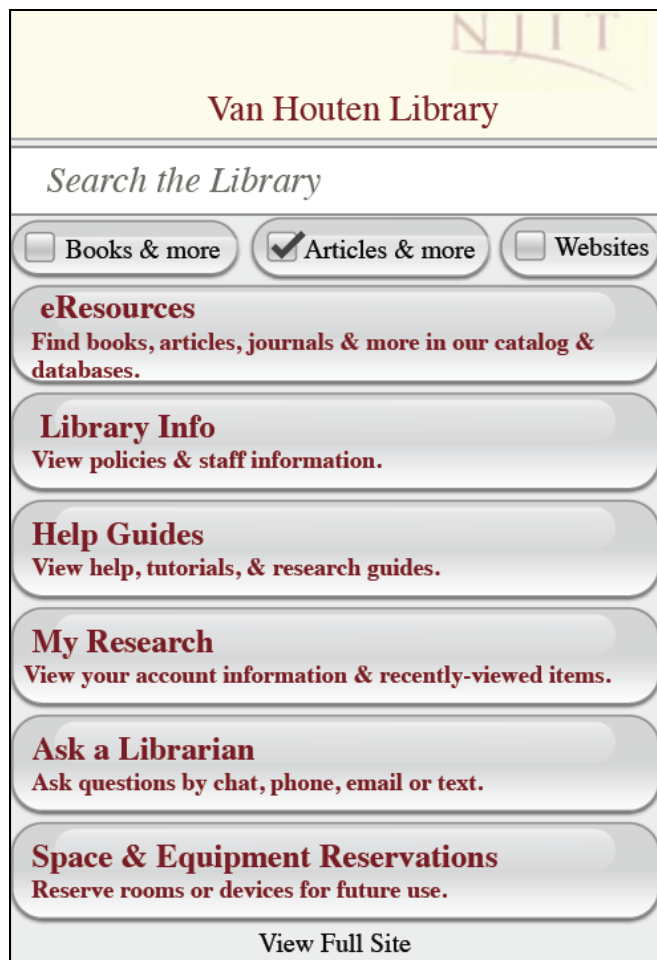 NJIT
Van Houten Library
Search the Library
Books & more
Articles & more
Websites
eResources
Find books, articles, journals & more in our catalog &
databases.
Library Info
View policies & staff information.
Help Guides
View help, tutorials, & research guides.
My Research
View your account information & recently-viewed items.
Ask a Librarian
Ask questions by chat, phone, email or text.
Space & Equipment Reservations
Reserve rooms or devices for future use.
View Full Site